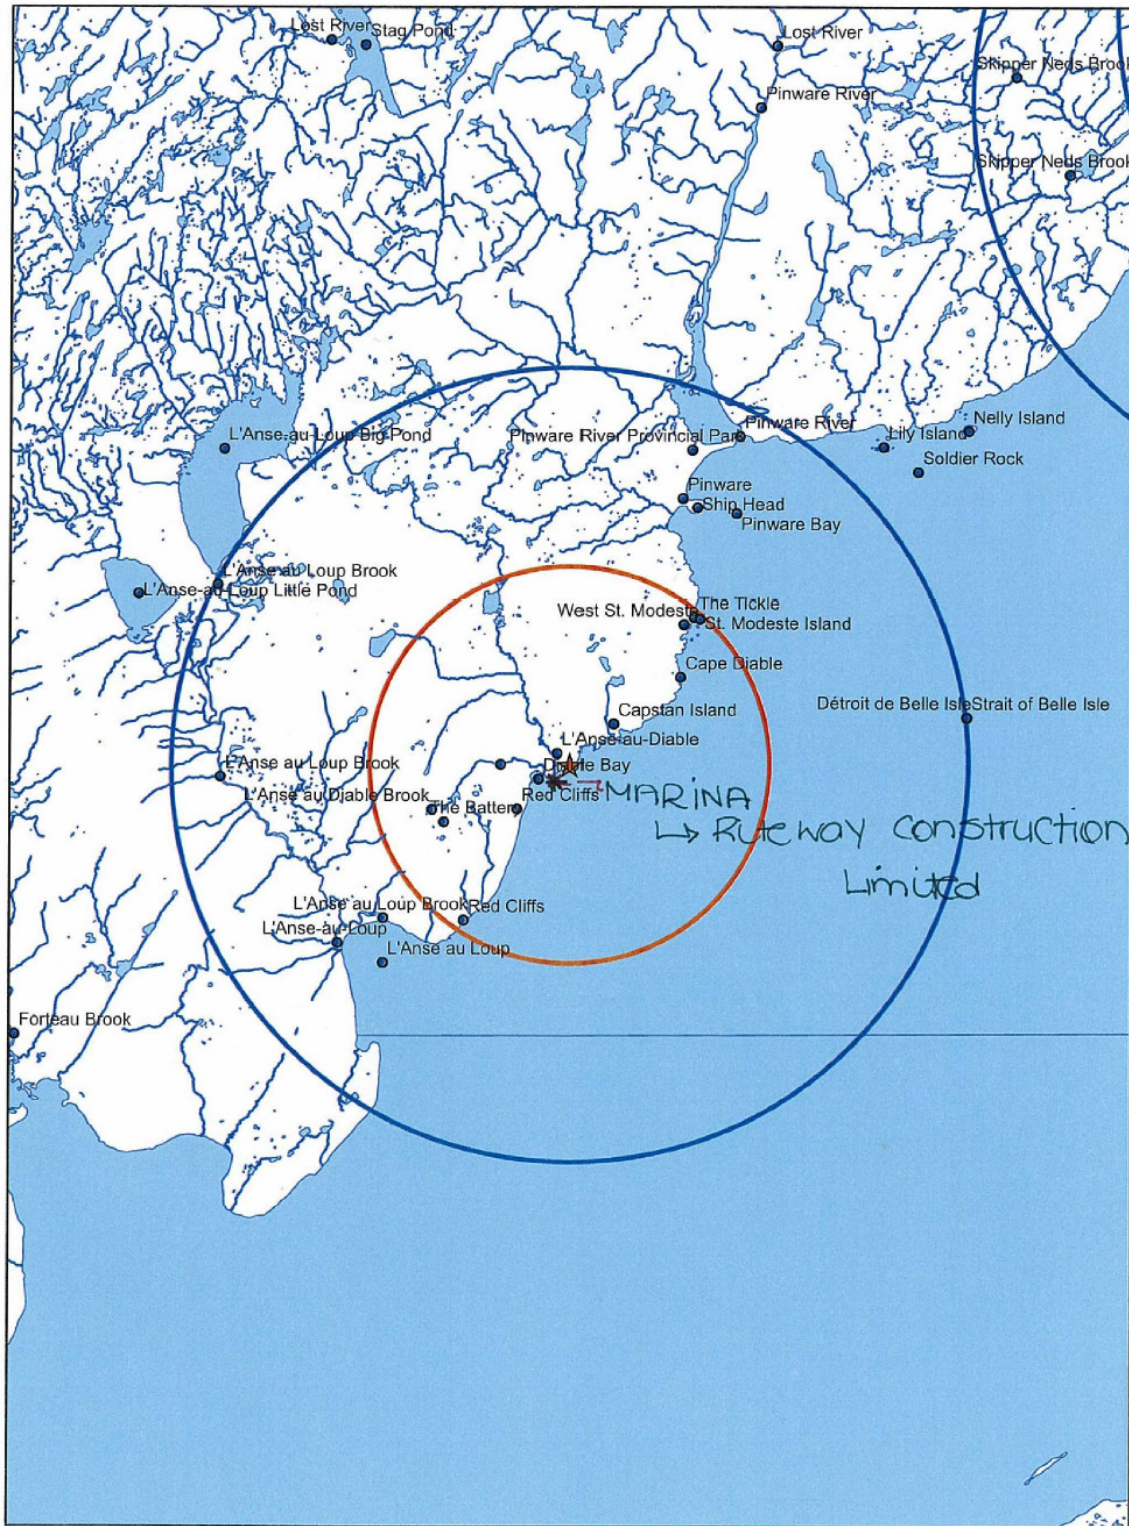 Lost River
Stag Pond
Lost River
Skipper Neds Brook
Pinware River
Skipper Neds Brook
Nelly Island
L'Anse-au-Loup Big Pond
Pinware River Provincial Park
Pinware River
Lily Island
Soldier Rock
Pinware
Ship Head
Pinware Bay
L'Anse au Loup Brook
L'Anse-au-Loup Little Pond
West St. Modeste
The Tickle
St. Modeste Island
Cape Diable
Capstan Island
Détroit de Belle Isle
Strait of Belle Isle
L'Anse-au-Diable
L'Anse au Loup Brook
Diable Bay
L'Anse au Diable Brook
The Battery
Red Cliffs
MARINA
↳ Riteway Construction
Limited
L'Anse au Loup Brook
Red Cliffs
L'Anse-au-Loup
L'Anse au Loup
Forteau Brook